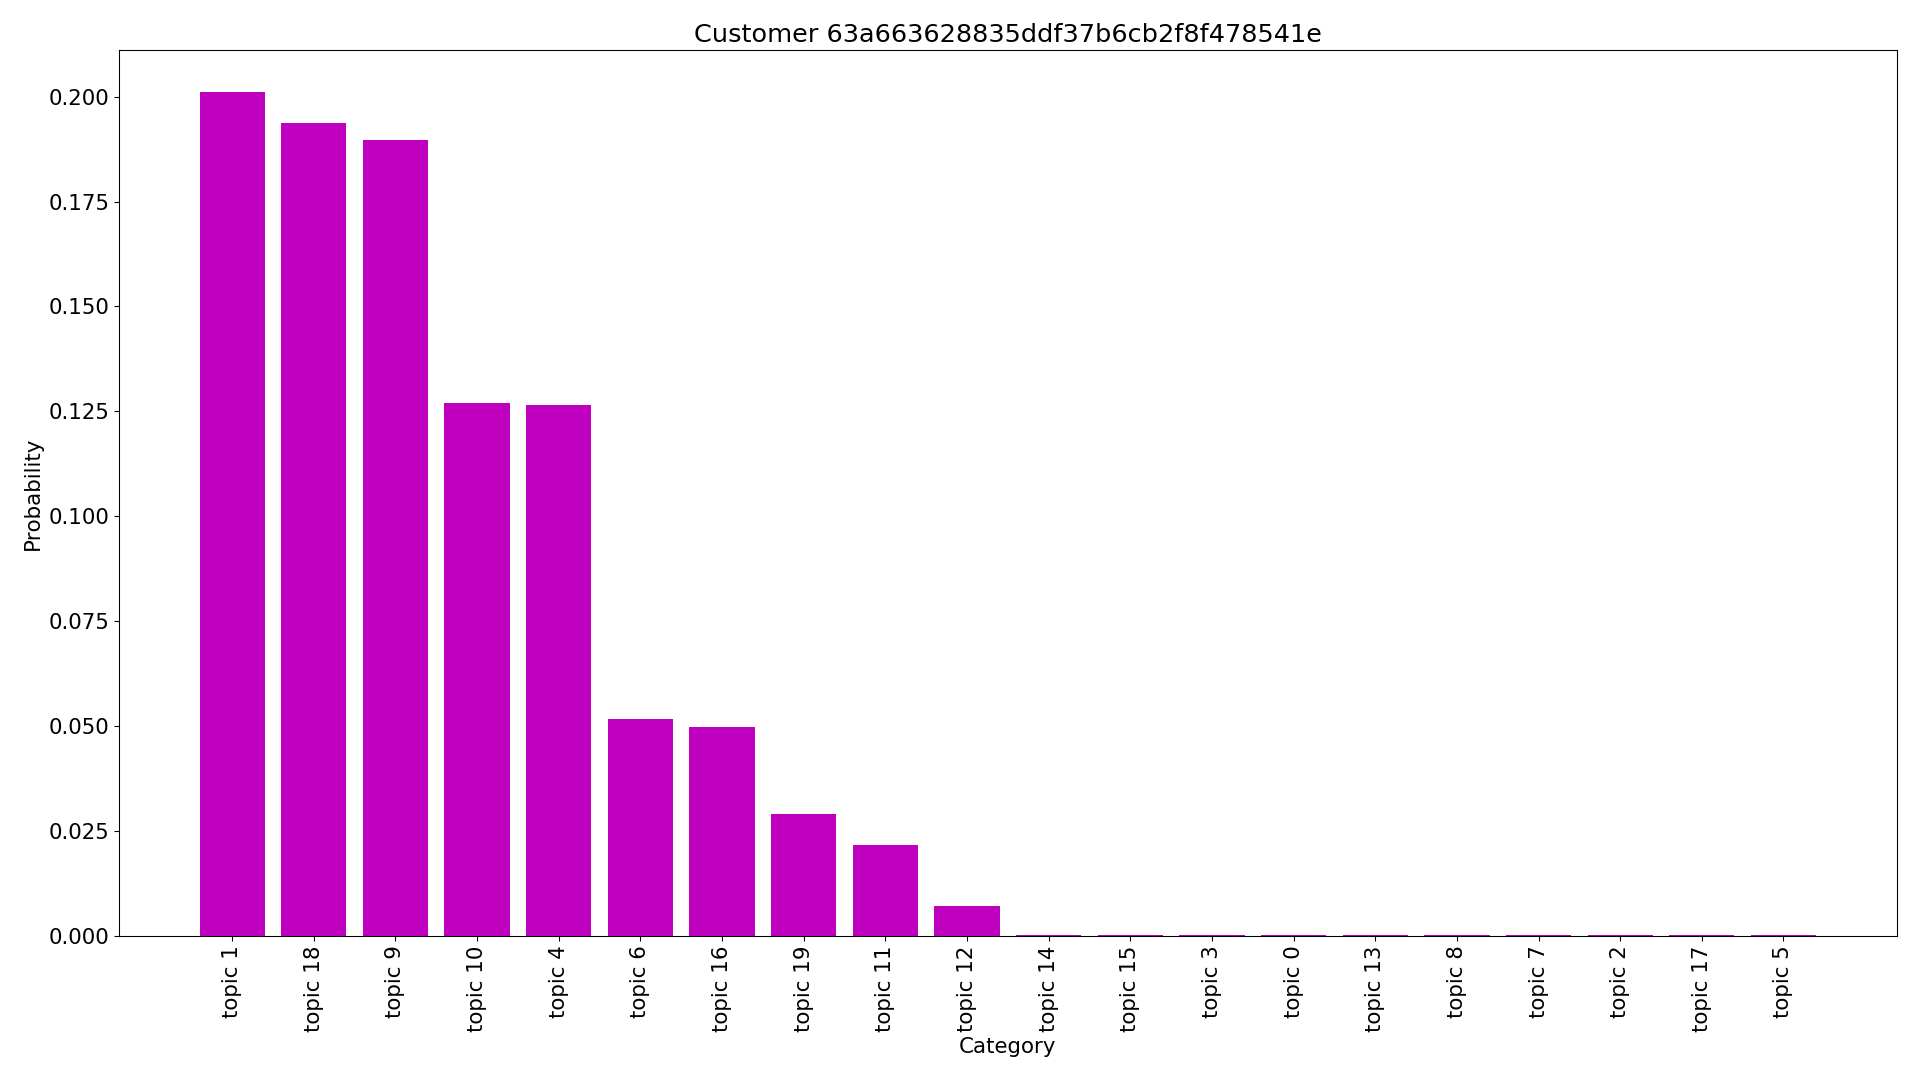 Customer 63a663628835ddf37b6cb2f8f478541e
0.200
0.175
0.150
0.125
0.100
0.075
0.050
0.025
0.000
Probability
topic 1
topic 18
topic 9
topic 10
topic 4
topic 6
topic 16
topic 19
topic 11
topic 12
topic 14
topic 15
topic 3
topic 0
topic 13
topic 8
topic 7
topic 2
topic 17
topic 5
Category